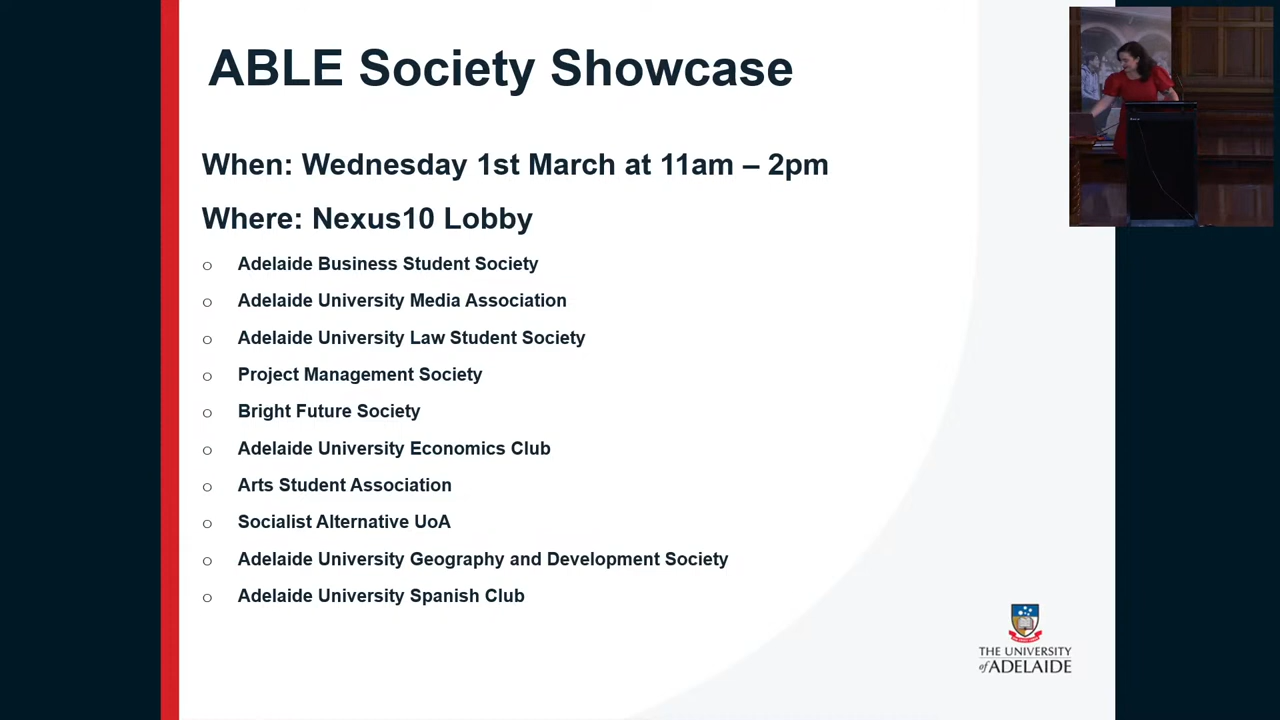 ABLE Society Showcase
When: Wednesday 1st March at 11am – 2pm
Where: Nexus10 Lobby
Adelaide Business Student Society
Adelaide University Media Association
Adelaide University Law Student Society
Project Management Society
Bright Future Society
Adelaide University Economics Club
Arts Student Association
Socialist Alternative UoA
Adelaide University Geography and Development Society
Adelaide University Spanish Club
THE UNIVERSITY
of ADELAIDE